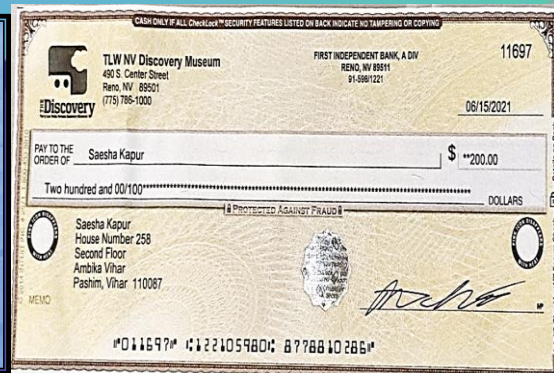 CASH ONLY IF ALL CheckLock™ SECURITY FEATURES LISTED ON BACK INDICATE NO TAMPERING OR COPYING
TLW NV Discovery Museum
490 S. Center Street
Reno, NV 89501
(775) 786-1000
THE Discovery
FIRST INDEPENDENT BANK, A DIV
RENO, NV 89511
91-598/1221
11697
06/15/2021
PAY TO THE
ORDER OF Saesha Kapur $ **200.00
Two hundred and 00/100**************************************************** DOLLARS
PROTECTED AGAINST FRAUD
Saesha Kapur
House Number 258
Second Floor
Ambika Vihar
Pashim, Vihar 110087
MEMO
MP
⑈011697⑈ ⑆122105980⑆ 8778810286⑈